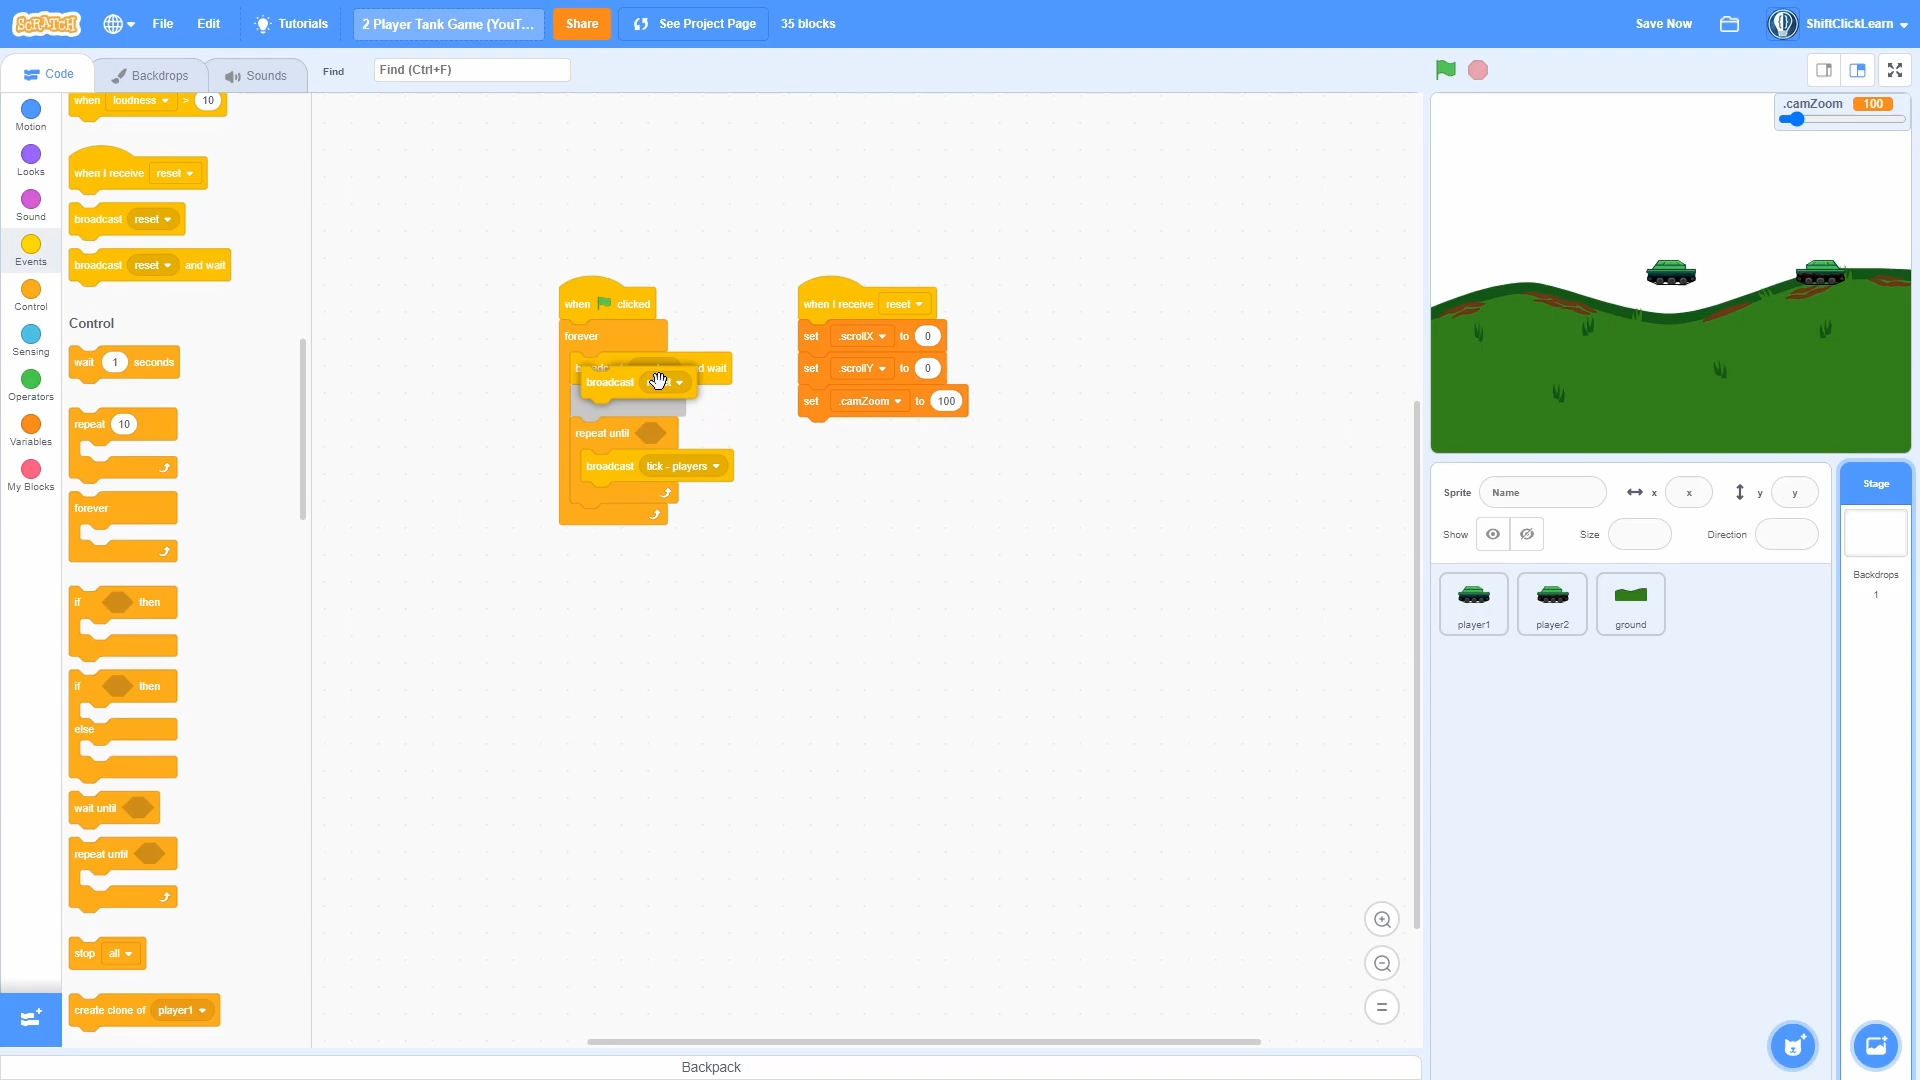 SCRATCH File Edit Tutorials 2 Player Tank Game (YouT... Share See Project Page 35 blocks Save Now ShiftClickLearn
Code Backdrops Sounds Find Find (Ctrl+F)
Motion
Looks
Sound
Events
Control
Sensing
Operators
Variables
My Blocks
when loudness > 10
when I receive reset
broadcast reset
broadcast reset and wait
Control
wait 1 seconds
repeat 10
forever
if then
if then
else
wait until
repeat until
stop all
create clone of player1
when clicked
forever
d wait
broadcast
repeat until
broadcast tick - players
when I receive reset
set .scrollX to 0
set .scrollY to 0
set .camZoom to 100
.camZoom 100
Sprite Name x x y y
Show Size Direction
player1 player2 ground
Stage
Backdrops
1
Backpack